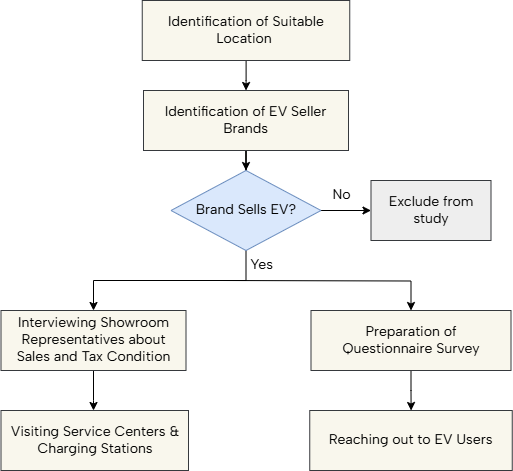 Identification of Suitable
Location
Identification of EV Seller
Brands
Brand Sells EV?
No
Exclude from
study
Yes
Interviewing Showroom
Representatives about
Sales and Tax Condition
Preparation of
Questionnaire Survey
Visiting Service Centers &
Charging Stations
Reaching out to EV Users